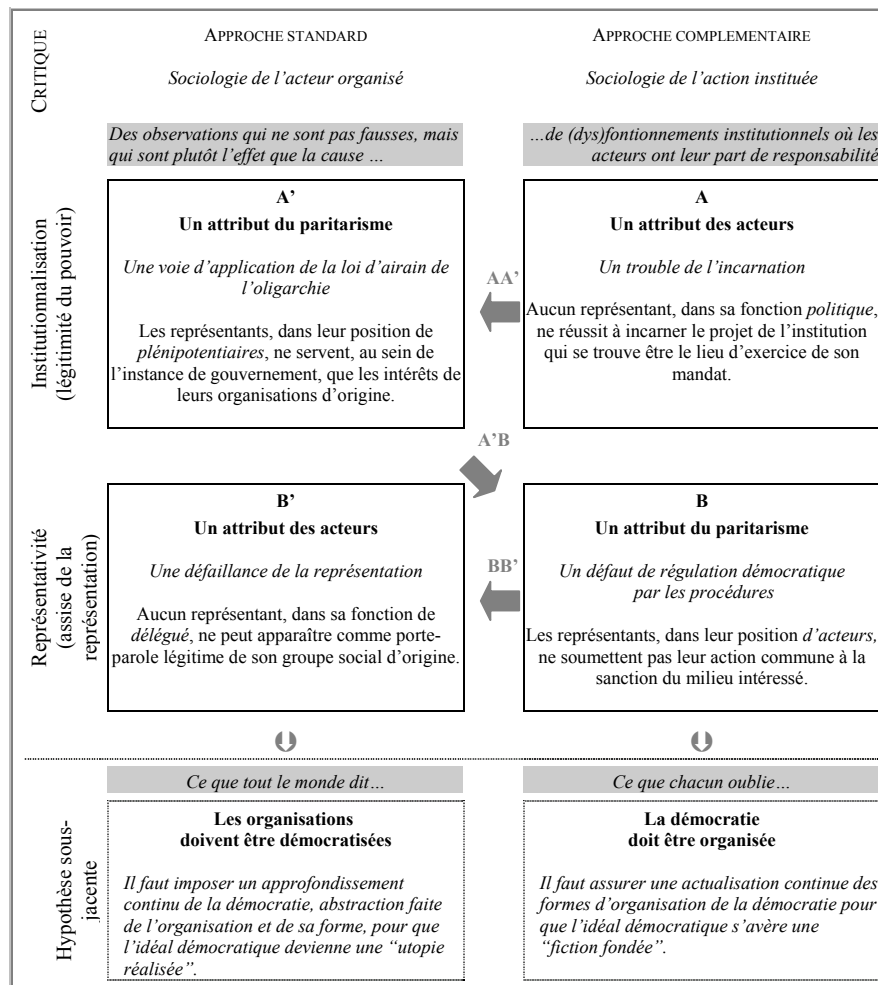 CRITIQUE
APPROCHE STANDARD
Sociologie de l'acteur organisé
APPROCHE COMPLEMENTAIRE
Sociologie de l'action instituée
Des observations qui ne sont pas fausses, mais
qui sont plutôt l'effet que la cause …
…de (dys)fontionnements institutionnels où les
acteurs ont leur part de responsabilité
Institutionnalisation
(légitimité du pouvoir)
A'
Un attribut du paritarisme
Une voie d'application de la loi d'airain de
l'oligarchie
Les représentants, dans leur position de
plénipotentiaires, ne servent, au sein de
l'instance de gouvernement, que les intérêts de
leurs organisations d'origine.
AA'
A
Un attribut des acteurs
Un trouble de l'incarnation
Aucun représentant, dans sa fonction politique,
ne réussit à incarner le projet de l'institution
qui se trouve être le lieu d'exercice de son
mandat.
A'B
Représentativité
(assise de la
représentation)
B'
Un attribut des acteurs
Une défaillance de la représentation
Aucun représentant, dans sa fonction de
délégué, ne peut apparaître comme porte-
parole légitime de son groupe social d'origine.
BB'
B
Un attribut du paritarisme
Un défaut de régulation démocratique
par les procédures
Les représentants, dans leur position d'acteurs,
ne soumettent pas leur action commune à la
sanction du milieu intéressé.
Hypothèse sous-
jacente
Ce que tout le monde dit…
Les organisations
doivent être démocratisées
Il faut imposer un approfondissement
continu de la démocratie, abstraction faite
de l'organisation et de sa forme, pour que
l'idéal démocratique devienne une “utopie
réalisée”.
Ce que chacun oublie…
La démocratie
doit être organisée
Il faut assurer une actualisation continue des
formes d'organisation de la démocratie pour
que l'idéal démocratique s'avère une
“fiction fondée”.